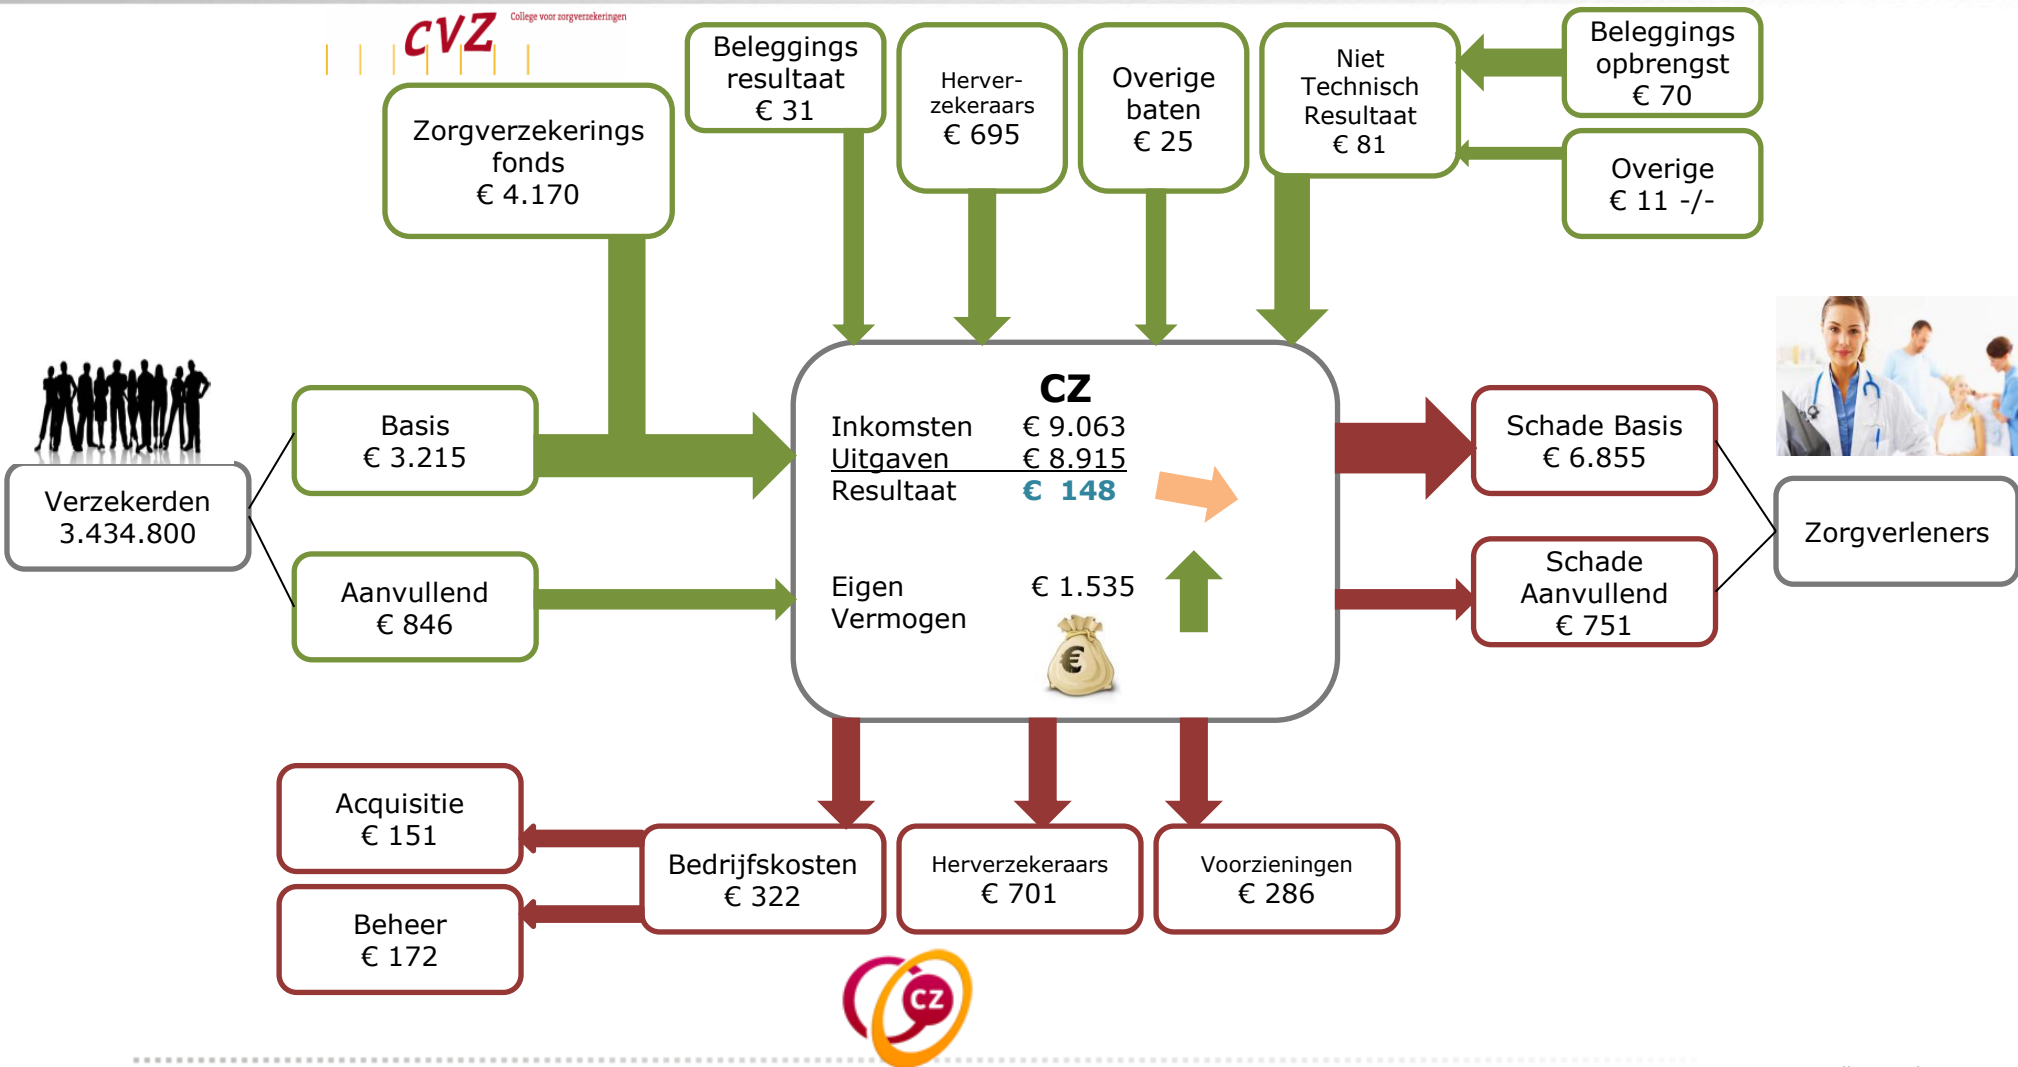 CVZ
College voor zorgverzekeringen
Zorgverzekerings
fonds
€ 4.170
Beleggings
resultaat
€ 31
Herver-
zekeraars
€ 695
Overige
baten
€ 25
Niet
Technisch
Resultaat
€ 81
Beleggings
opbrengst
€ 70
Overige
€ 11 -/-
Verzekerden
3.434.800
Basis
€ 3.215
Aanvullend
€ 846
CZ
Inkomsten € 9.063
Uitgaven € 8.915
Resultaat € 148
Eigen € 1.535
Vermogen
€
Schade Basis
€ 6.855
Schade
Aanvullend
€ 751
Zorgverleners
Acquisitie
€ 151
Beheer
€ 172
Bedrijfskosten
€ 322
Herverzekeraars
€ 701
Voorzieningen
€ 286
CZ